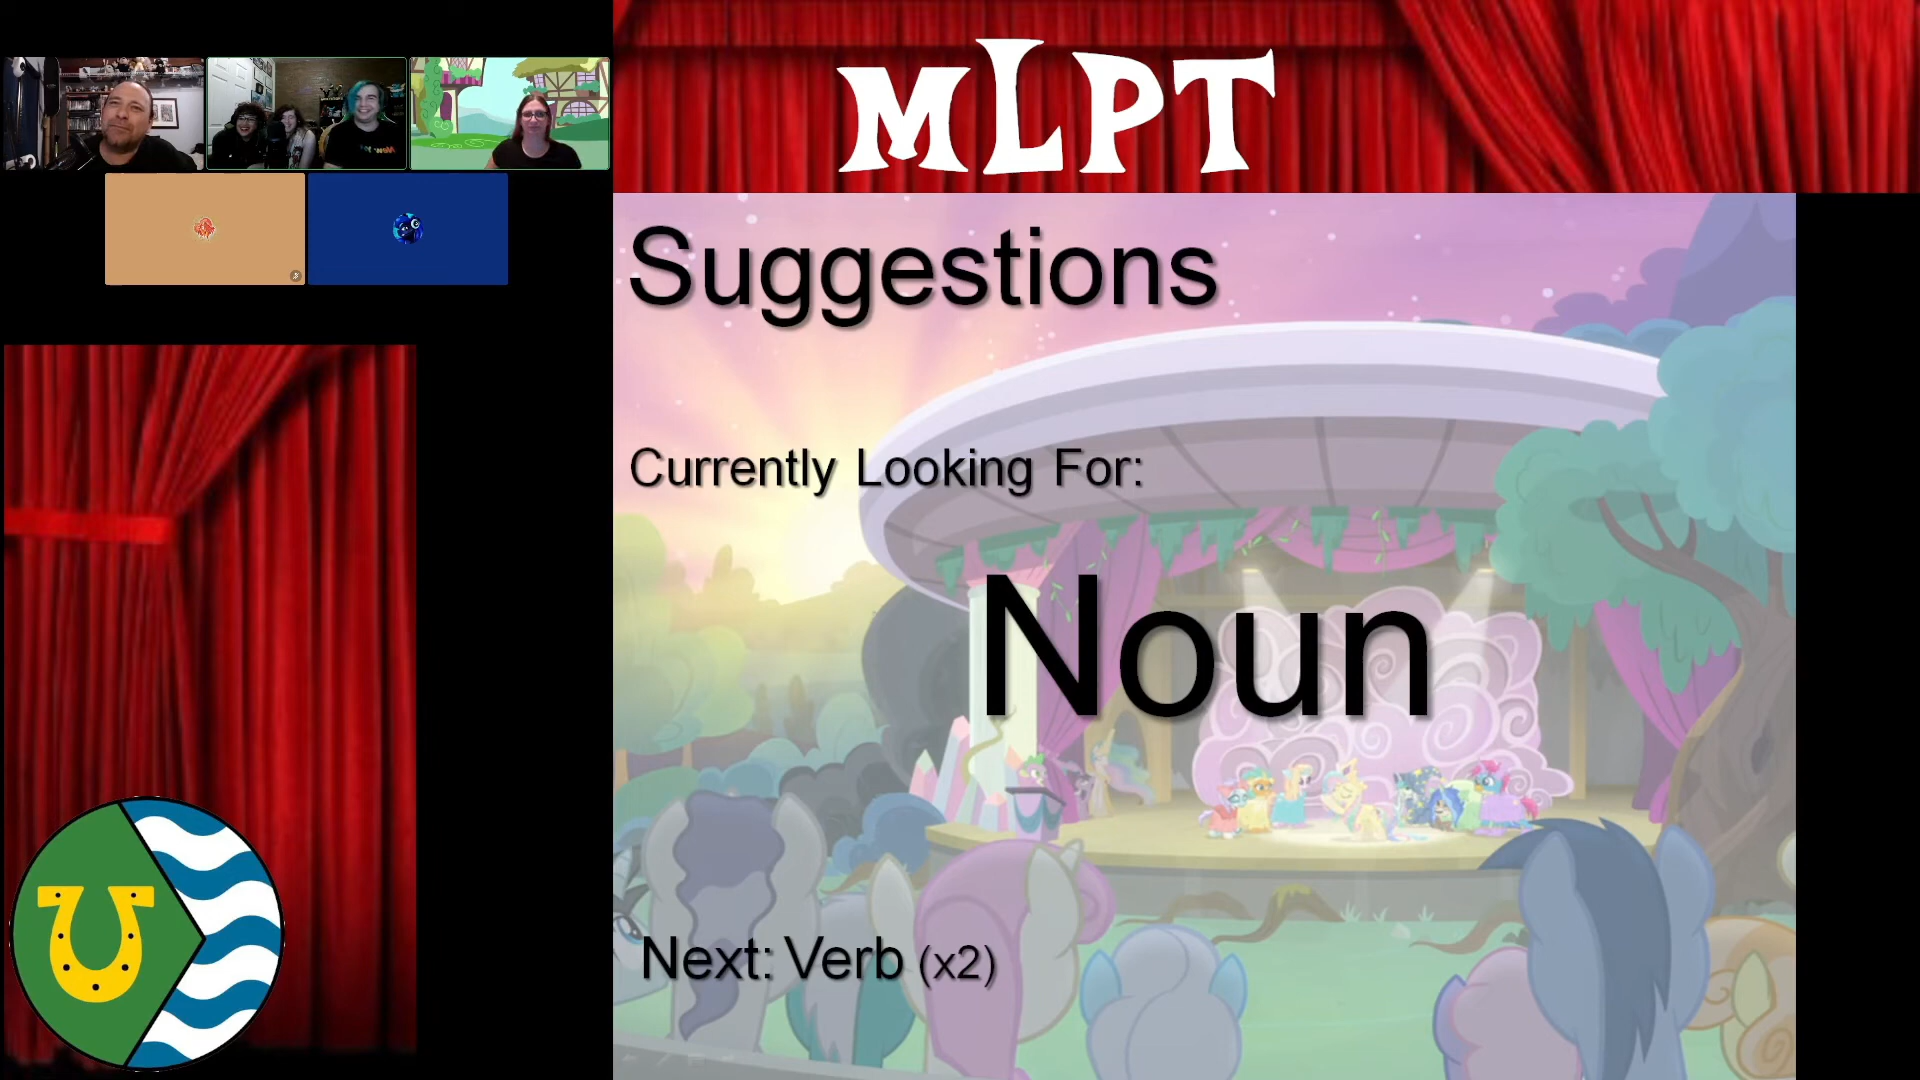 MLPT
Suggestions
Currently Looking For:
Noun
Next: Verb (x2)